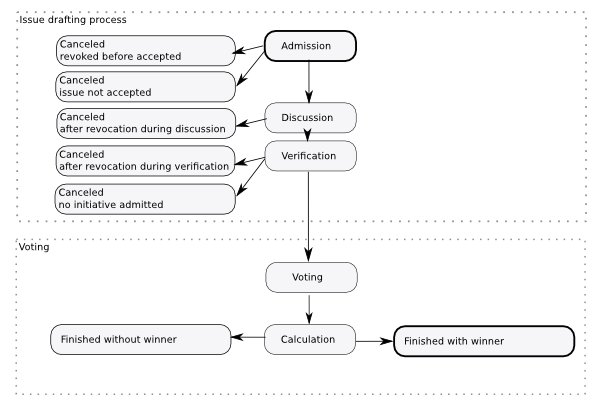 Issue drafting process
Canceled
revoked before accepted
Admission
Canceled
issue not accepted
Canceled
after revocation during discussion
Discussion
Canceled
after revocation during verification
Verification
Canceled
no initiative admitted
Voting
Voting
Finished without winner
Calculation
Finished with winner